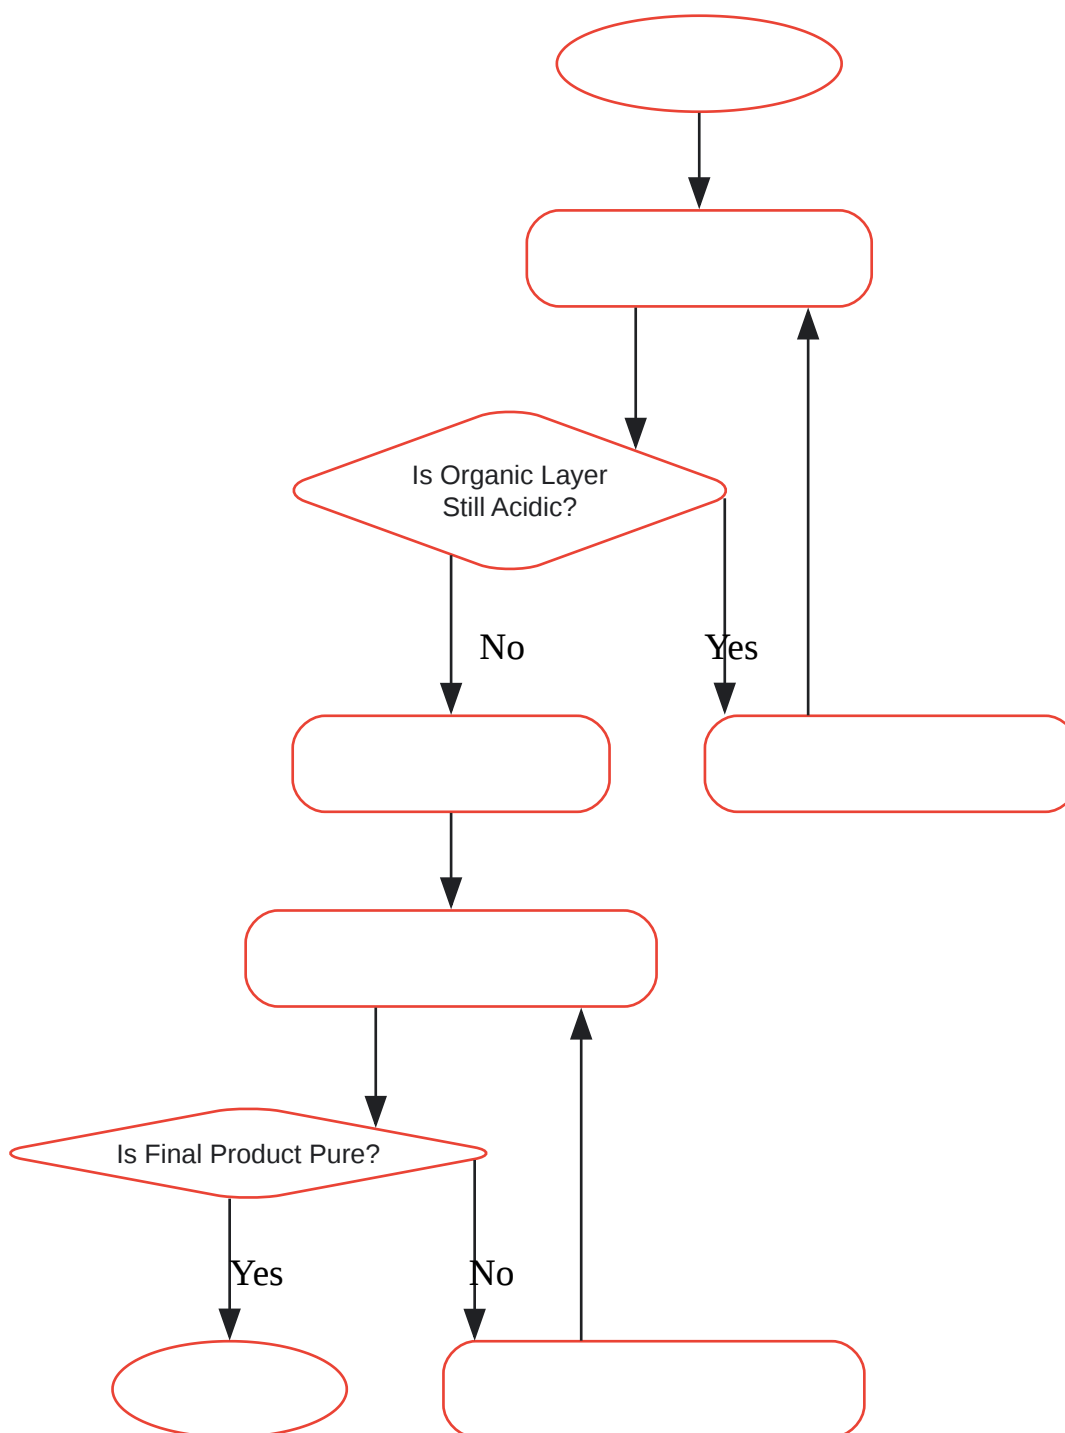 Is Organic Layer
Still Acidic?
No
Yes
Is Final Product Pure?
Yes
No